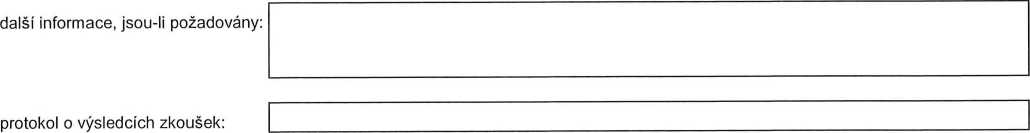 další informace, jsou-li požadovány:
protokol o výsledcích zkoušek: